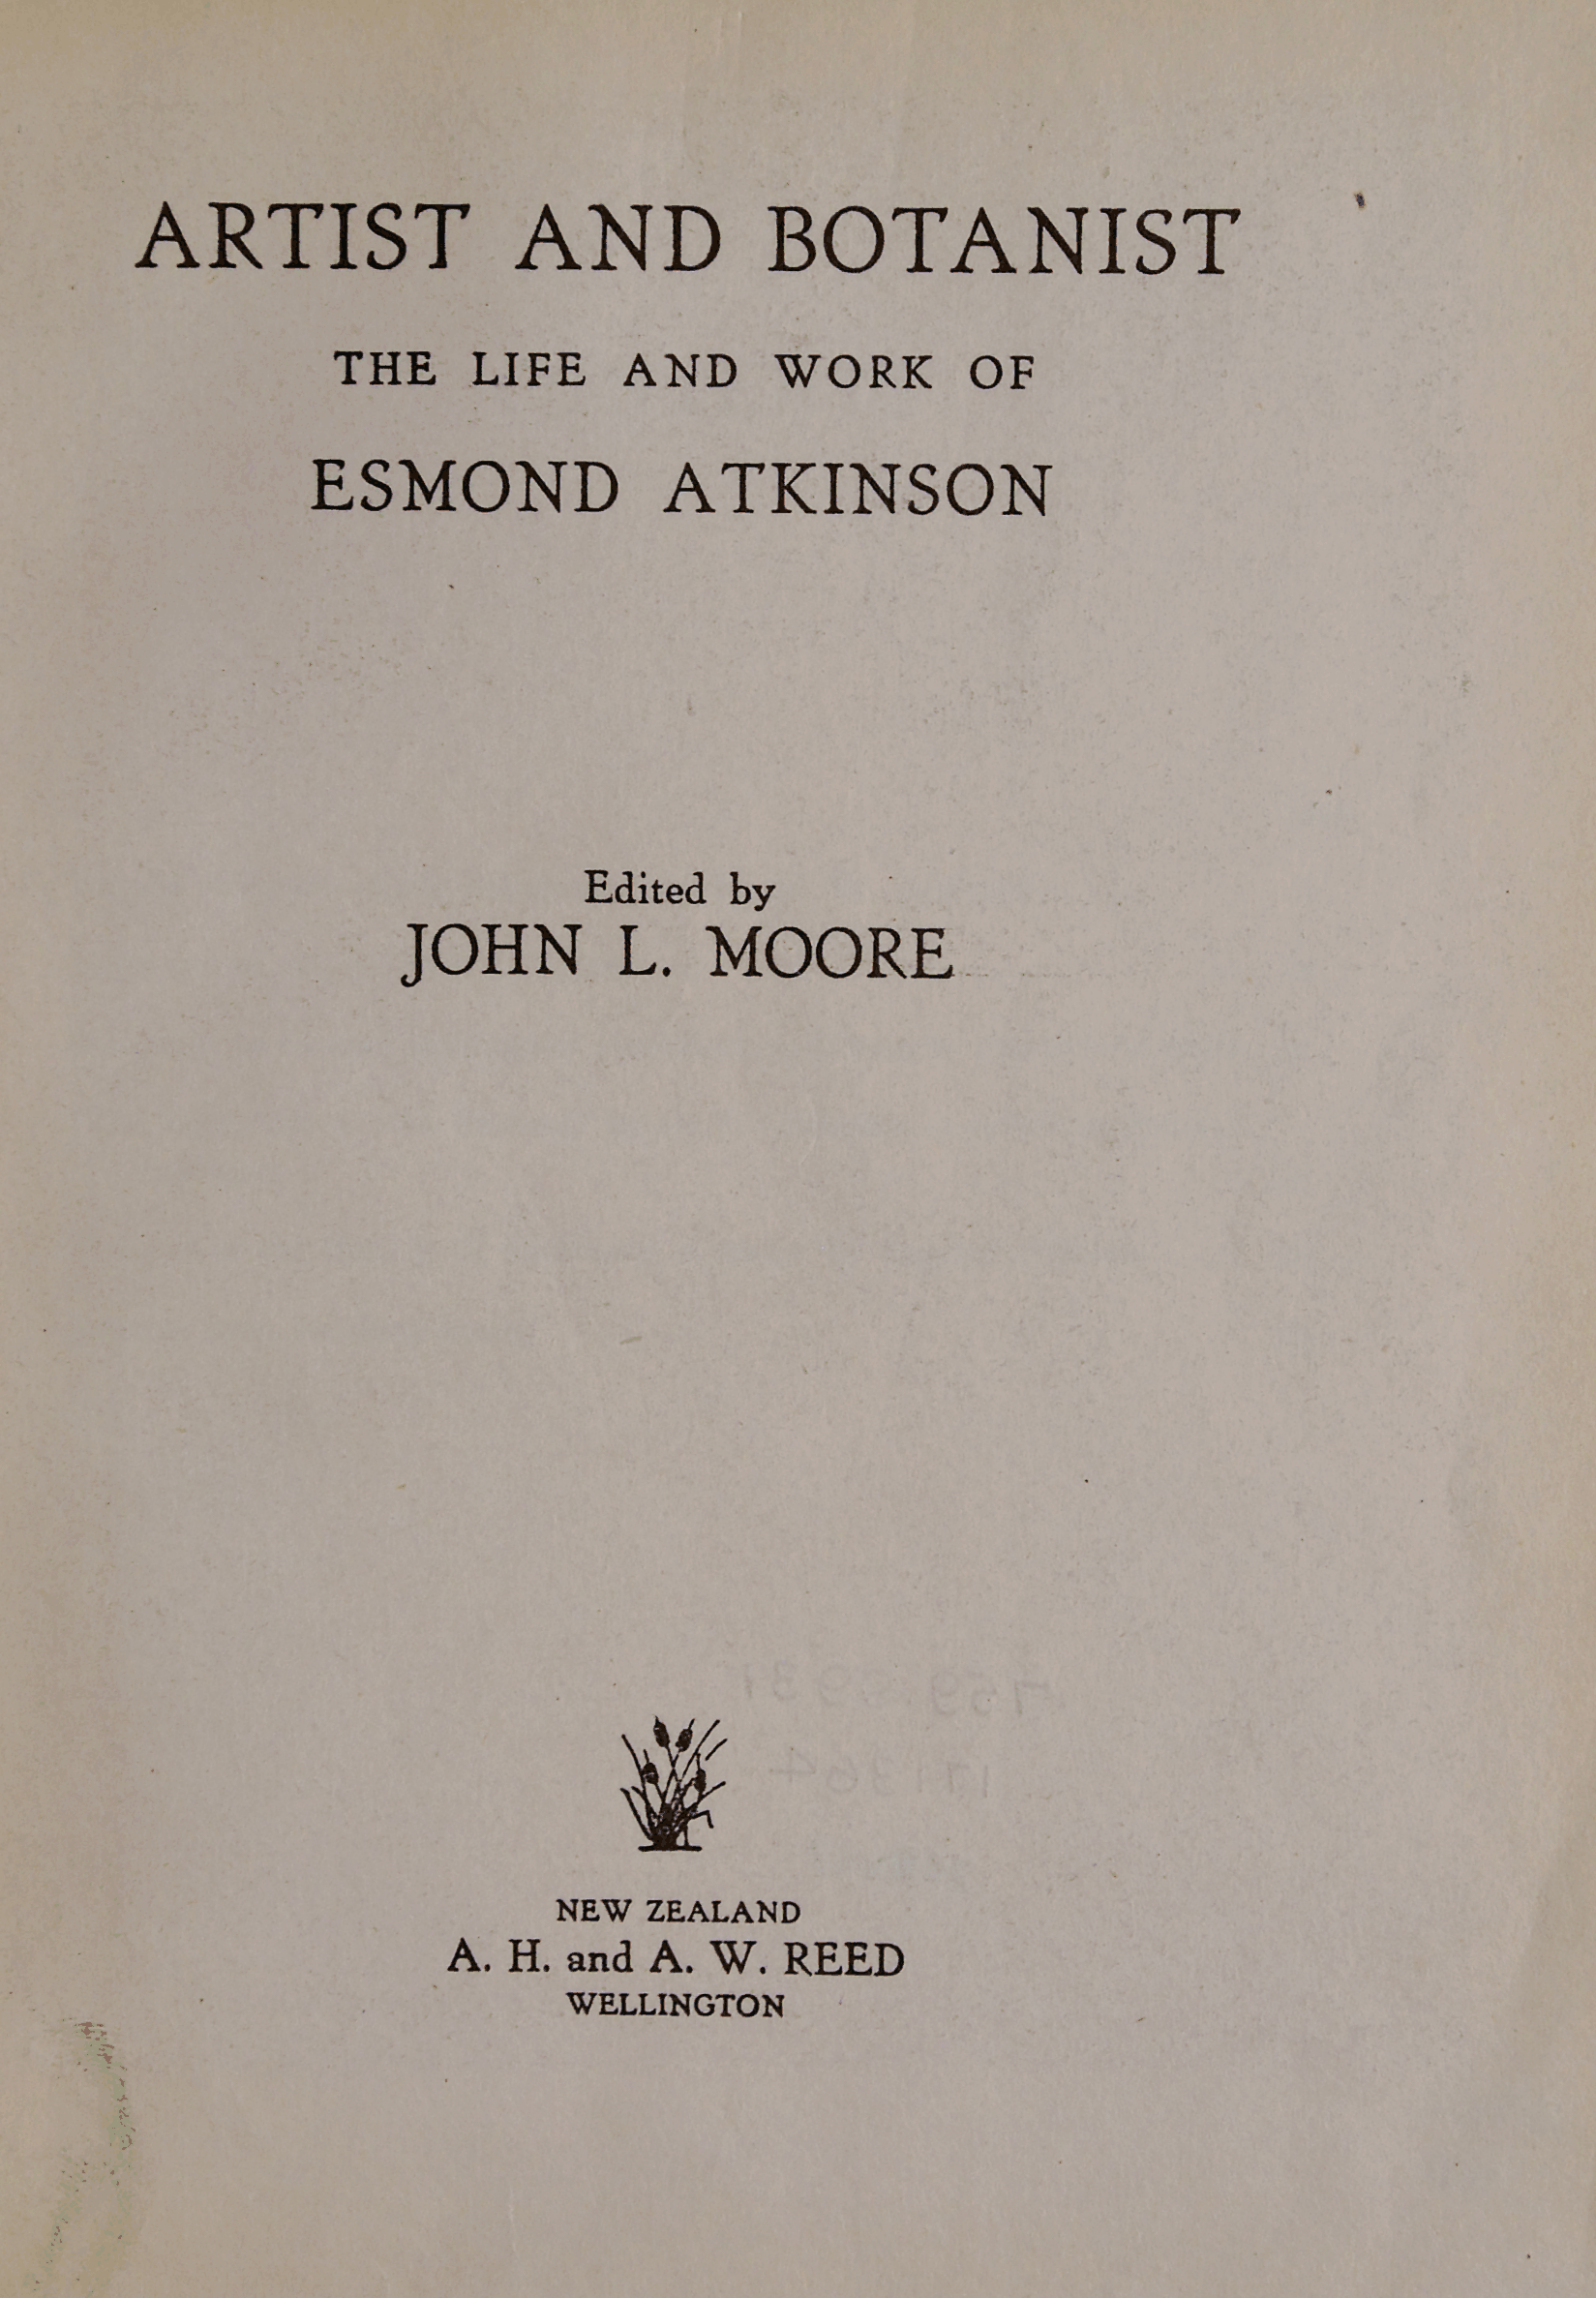 ARTIST AND BOTANIST
THE LIFE AND WORK OF
ESMOND ATKINSON
Edited by
JOHN L. MOORE
NEW ZEALAND
A. H. and A. W. REED
WELLINGTON